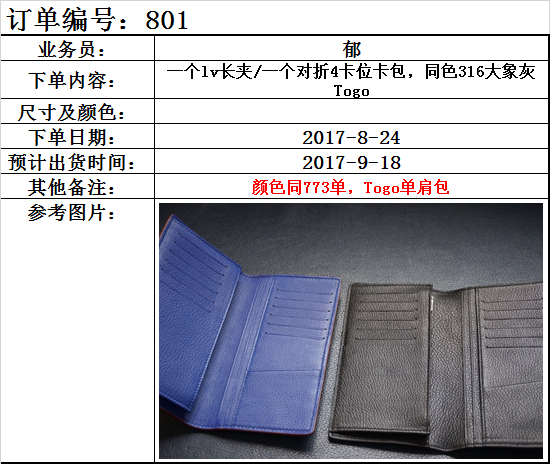 订单编号：801
业务员： 郁
下单内容： 一个lv长夹/一个对折4卡位卡包，同色316大象灰
Togo
尺寸及颜色：
下单日期： 2017-8-24
预计出货时间： 2017-9-18
其他备注： 颜色同773单，Togo单肩包
参考图片：